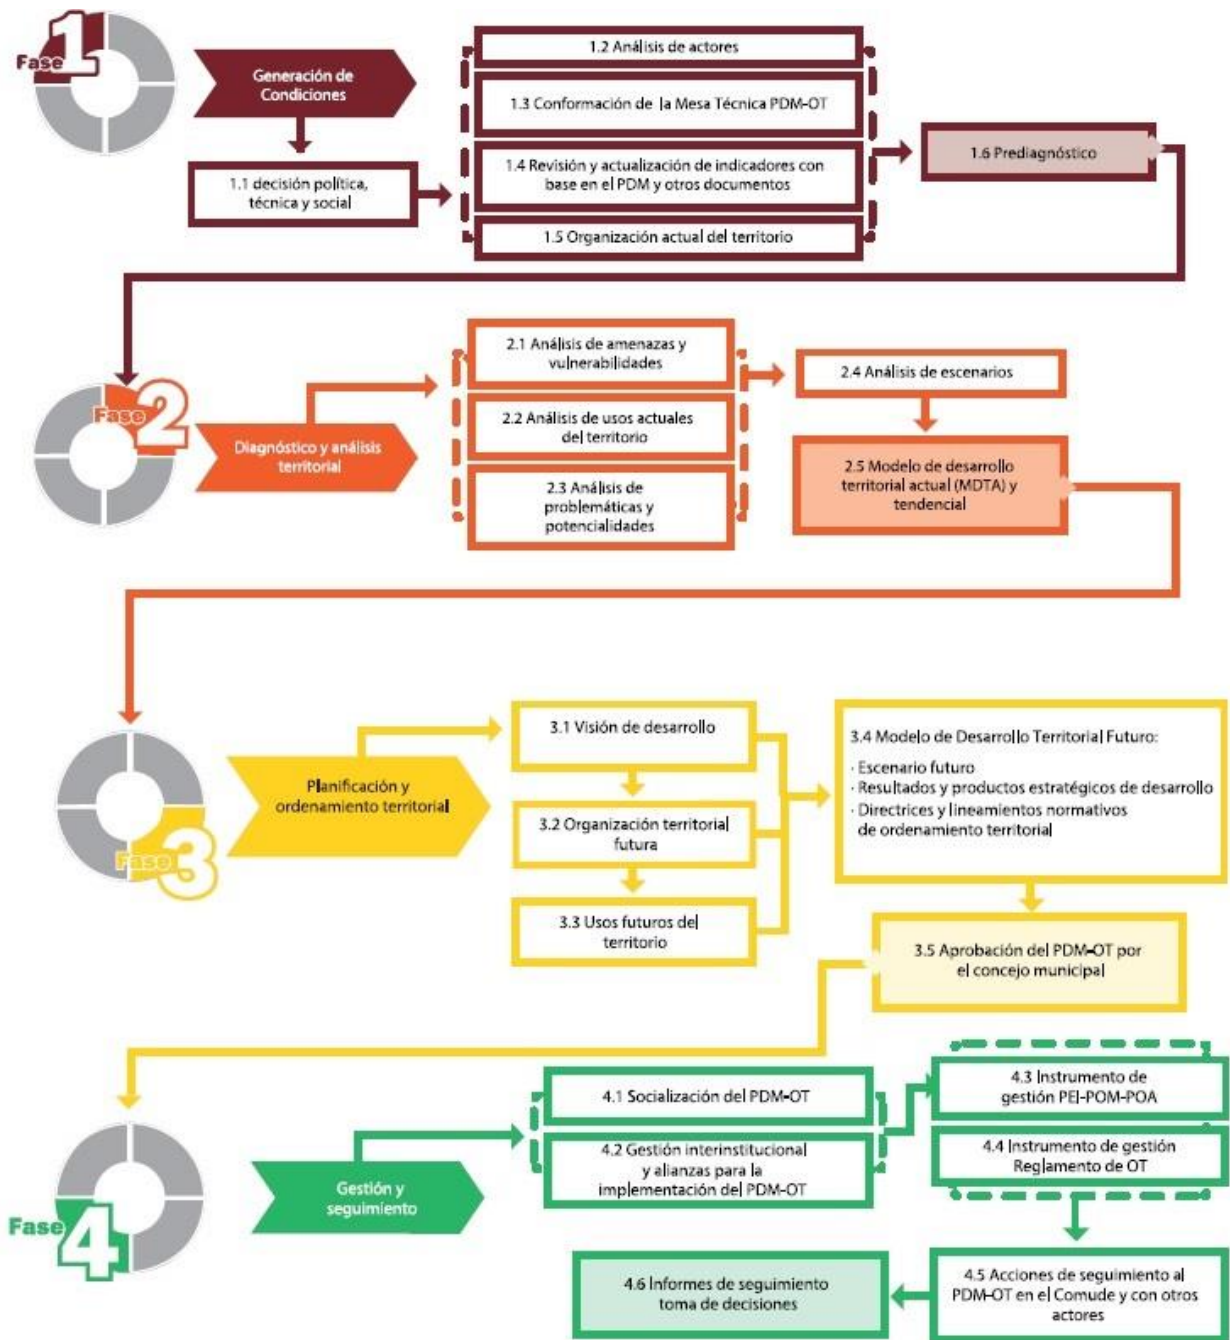 Fase 1
Generación de
Condiciones
1.1 decisión política,
técnica y social
1.2 Análisis de actores
1.3 Conformación de la Mesa Técnica PDM-OT
1.4 Revisión y actualización de indicadores con
base en el PDM y otros documentos
1.5 Organización actual del territorio
1.6 Prediagnóstico
Fase 2
Diagnóstico y análisis
territorial
2.1 Análisis de amenazas y
vulnerabilidades
2.2 Análisis de usos actuales
del territorio
2.3 Análisis de
problemáticas y
potencialidades
2.4 Análisis de escenarios
2.5 Modelo de desarrollo
territorial actual (MDTA) y
tendencial
Fase 3
Planificación y
ordenamiento territorial
3.1 Visión de desarrollo
3.2 Organización territorial
futura
3.3 Usos futuros del
territorio
3.4 Modelo de Desarrollo Territorial Futuro:
· Escenario futuro
· Resultados y productos estratégicos de desarrollo
· Directrices y lineamientos normativos
de ordenamiento territorial
3.5 Aprobación del PDM-OT por
el concejo municipal
Fase 4
Gestión y
seguimiento
4.1 Socialización del PDM-OT
4.2 Gestión interinstitucional
y alianzas para la
implementación del PDM-OT
4.3 Instrumento de
gestión PEI-POM-POA
4.4 Instrumento de gestión
Reglamento de OT
4.5 Acciones de seguimiento al
PDM-OT en el Comude y con otros
actores
4.6 Informes de seguimiento
toma de decisiones